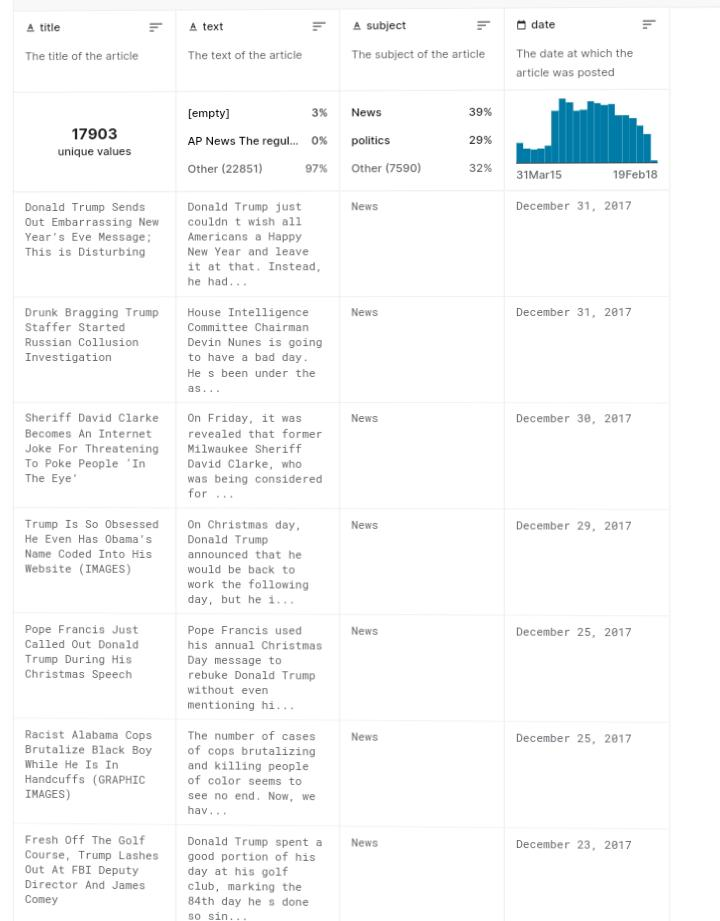 title
The title of the article
text
The text of the article
subject
The subject of the article
date
The date at which the
article was posted
17903
unique values
[empty] 3%
AP News The regul... 0%
Other (22851) 97%
News 39%
politics 29%
Other (7590) 32%
31Mar15 19Feb18
Donald Trump Sends
Out Embarrassing New
Year's Eve Message;
This is Disturbing
Donald Trump just
couldn t wish all
Americans a Happy
New Year and leave
it at that. Instead,
he had...
News
December 31, 2017
Drunk Bragging Trump
Staffer Started
Russian Collusion
Investigation
House Intelligence
Committee Chairman
Devin Nunes is going
to have a bad day.
He s been under the
as...
News
December 31, 2017
Sheriff David Clarke
Becomes An Internet
Joke For Threatening
To Poke People 'In
The Eye'
On Friday, it was
revealed that former
Milwaukee Sheriff
David Clarke, who
was being considered
for ...
News
December 30, 2017
Trump Is So Obsessed
He Even Has Obama's
Name Coded Into His
Website (IMAGES)
On Christmas day,
Donald Trump
announced that he
would be back to
work the following
day, but he i...
News
December 29, 2017
Pope Francis Just
Called Out Donald
Trump During His
Christmas Speech
Pope Francis used
his annual Christmas
Day message to
rebuke Donald Trump
without even
mentioning hi...
News
December 25, 2017
Racist Alabama Cops
Brutalize Black Boy
While He Is In
Handcuffs (GRAPHIC
IMAGES)
The number of cases
of cops brutalizing
and killing people
of color seems to
see no end. Now, we
hav...
News
December 25, 2017
Fresh Off The Golf
Course, Trump Lashes
Out At FBI Deputy
Director And James
Comey
Donald Trump spent a
good portion of his
day at his golf
club, marking the
84th day he s done
so sin...
News
December 23, 2017